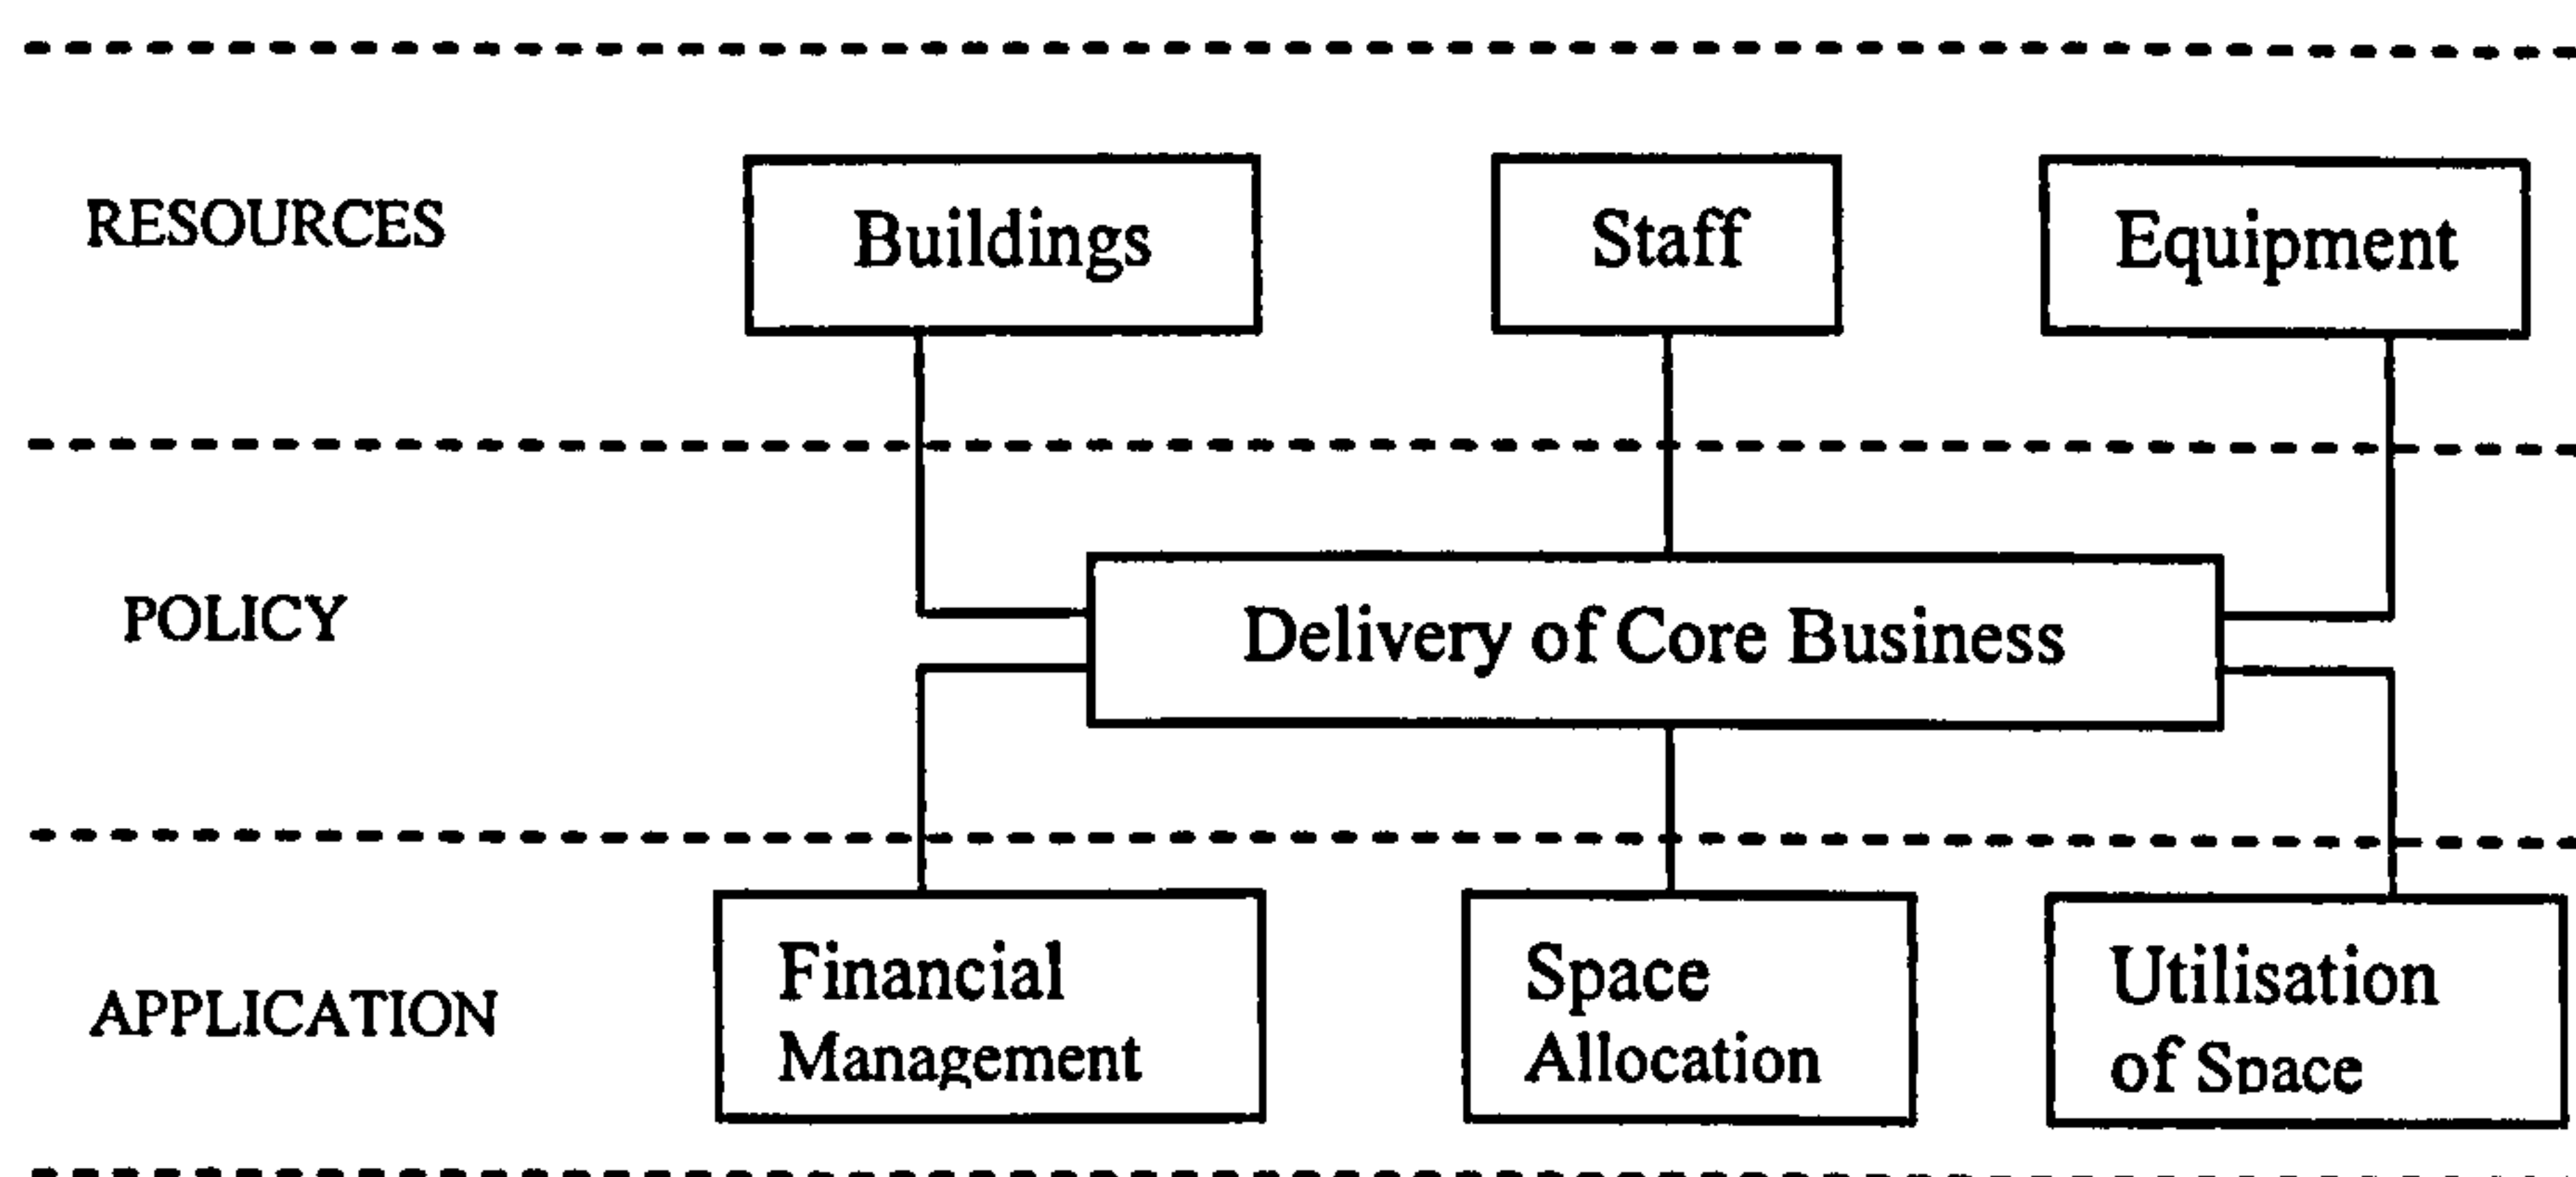 RESOURCES
Buildings
Staff
Equipment
POLICY
Delivery of Core Business
APPLICATION
Financial
Management
Space
Allocation
Utilisation
of Space